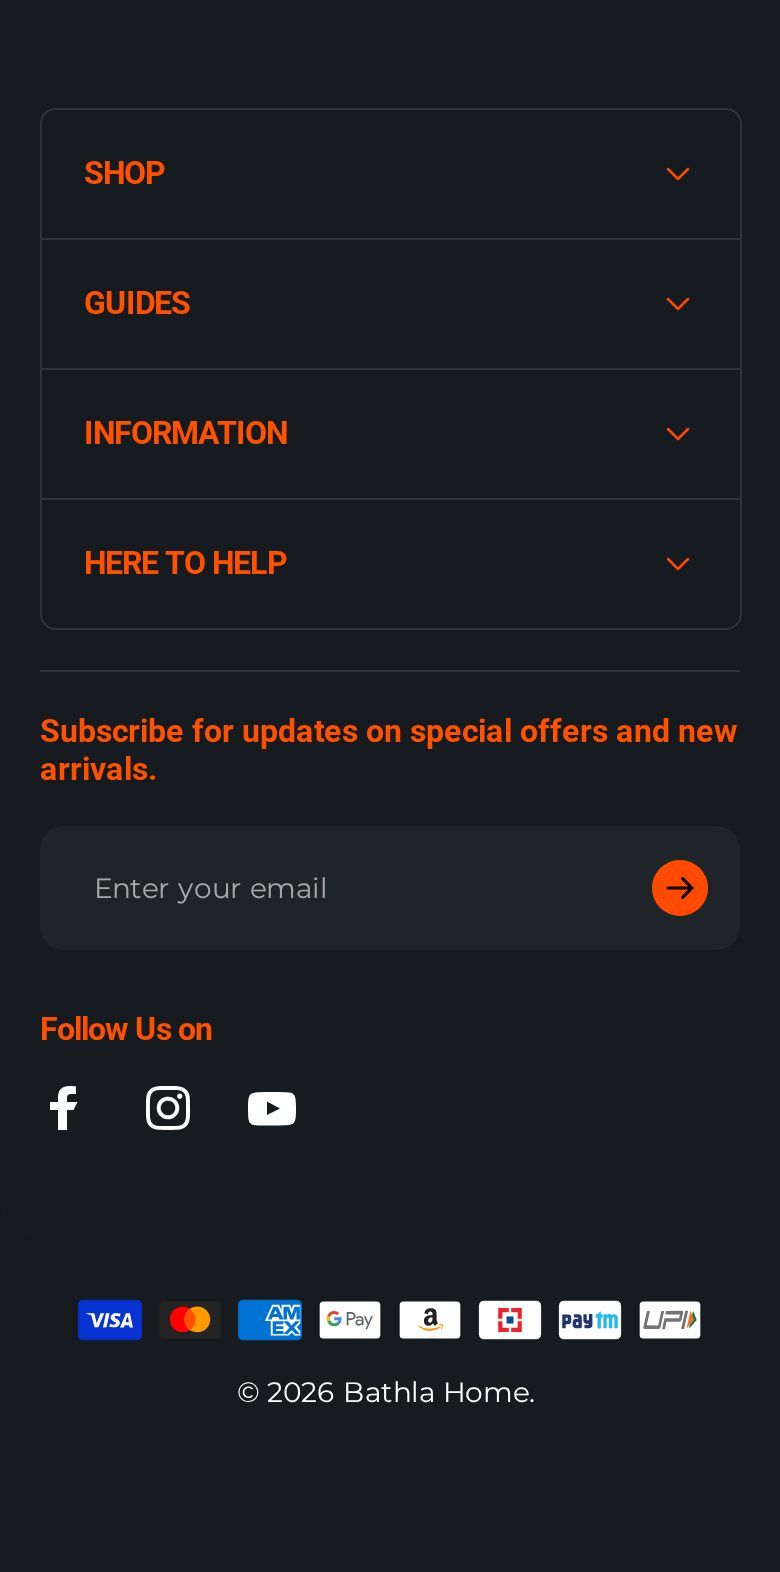 SHOP
GUIDES
INFORMATION
HERE TO HELP
Subscribe for updates on special offers and new
arrivals.
Enter your email
Follow Us on
VISA AM EX G Pay a paytm UPI
© 2026 Bathla Home.